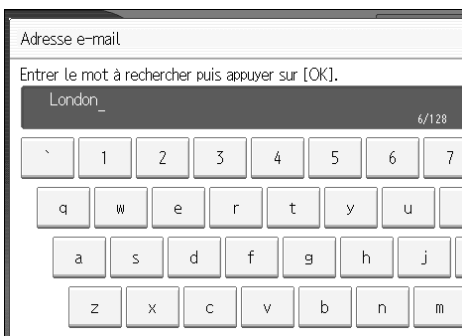 Adresse e-mail
Entrer le mot à rechercher puis appuyer sur [OK].
London_
6/128
` 1 2 3 4 5 6 7
q w e r t y u
a s d f g h j
z x c v b n m